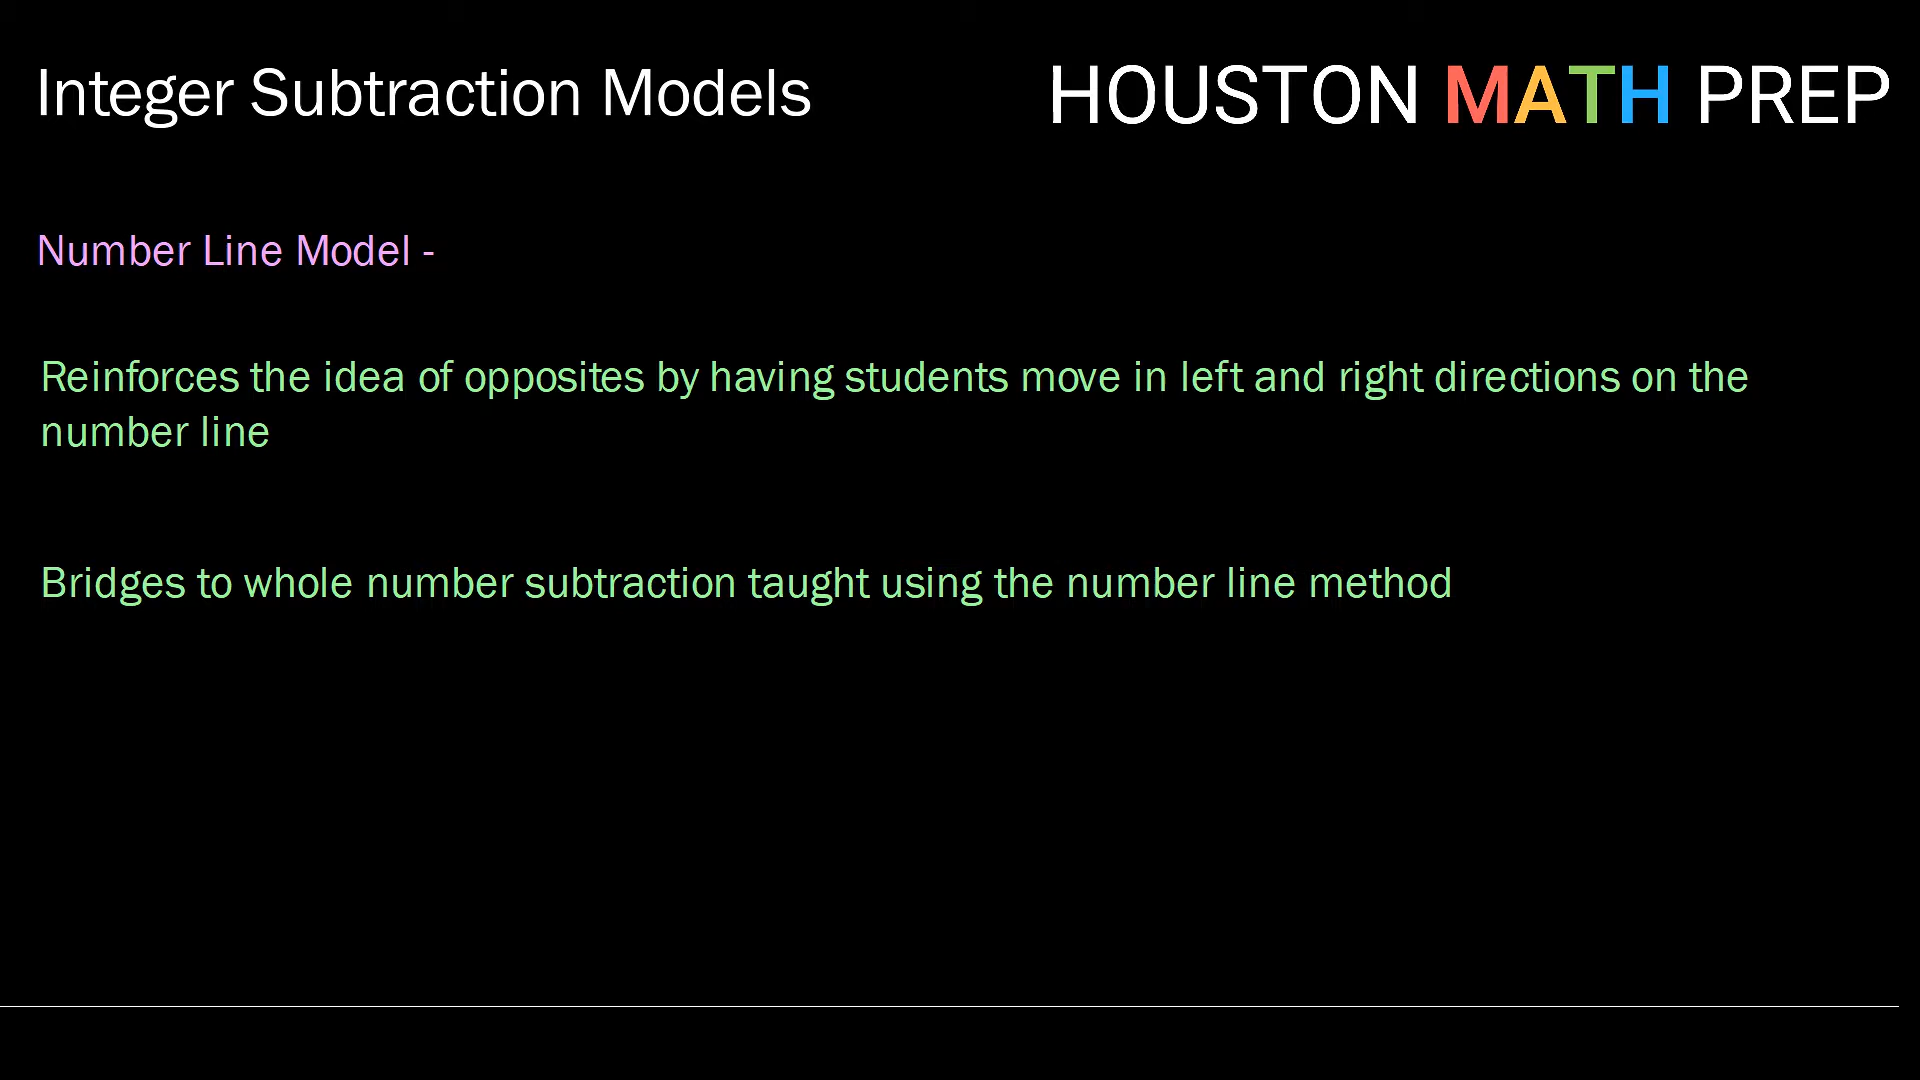 Integer Subtraction Models
HOUSTON MATH PREP
Number Line Model -
Reinforces the idea of opposites by having students move in left and right directions on the
number line
Bridges to whole number subtraction taught using the number line method